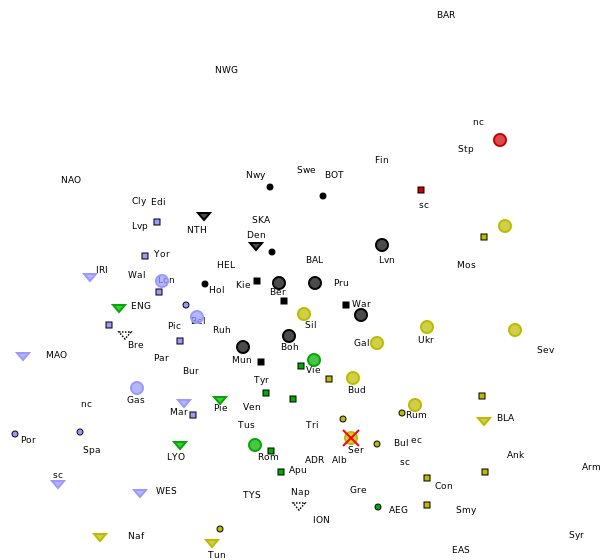 BAR
NWG
nc
Stp
Fin
Swe BOT
Nwy
NAO
sc
Cly Edi
SKA
NTH
Lvp
Den
Yor
BAL
Lvn
HEL
Mos
IRI
Wal
Lon
Kie
Pru
Hol
Ber
War
ENG
Bel
Sil
Pic
Ruh
Ukr
Bre
Gal
Boh
Sev
MAO
Par
Mun
Bur
Vie
Tyr
Bud
Gas
nc
Mar
Pie
Ven
Rum
BLA
Tus
Tri
Por
Bul ec
Spa
Ser
LYO
Rom
ADR Alb
Ank
sc
Arm
Apu
sc
WES
TYS
Nap
Gre
Con
AEG
Smy
ION
Naf
Syr
Tun
EAS